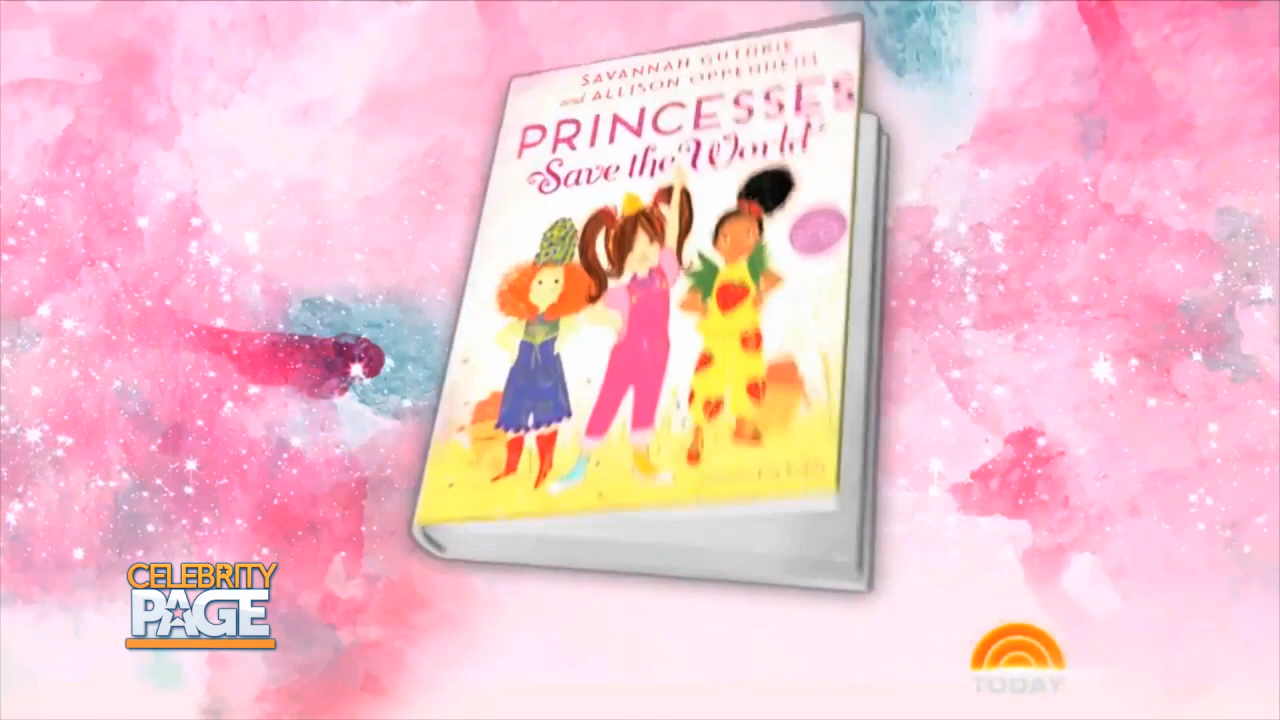 SAVANNAH GUTHRIE
and ALLISON OPPENHEIM
PRINCESSES
Save the World
CELEBRITY
PAGE
TODAY